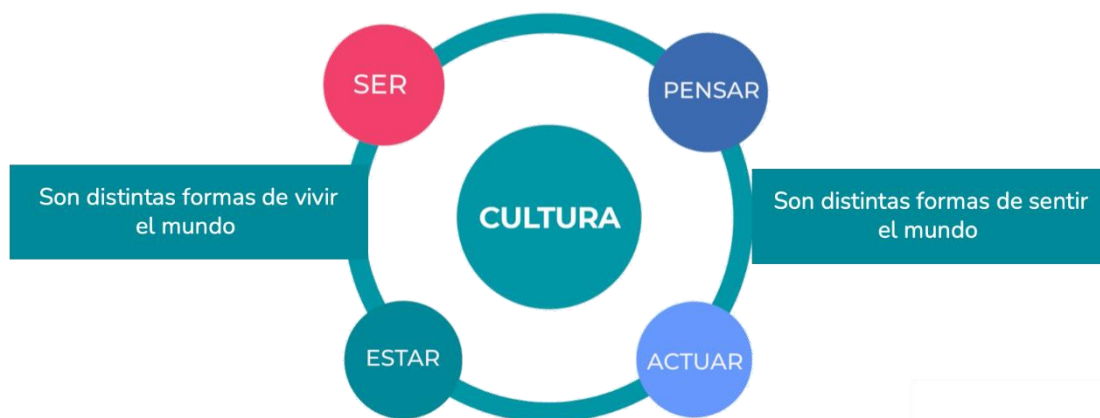 SER
PENSAR
Son distintas formas de vivir
el mundo
CULTURA
Son distintas formas de sentir
el mundo
ESTAR
ACTUAR